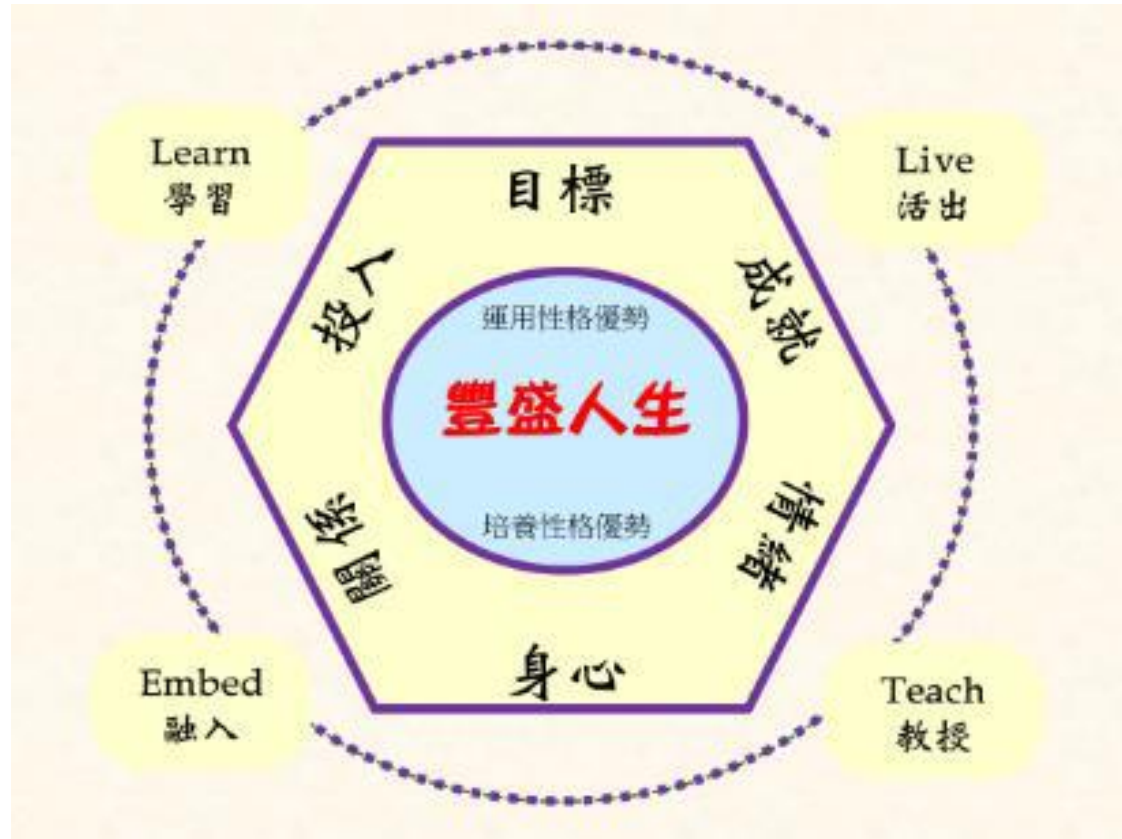 Learn
學習
Live
活出
目標
投入
成就
運用性格優勢
豐盛人生
培養性格優勢
關係
情緒
身心
Embed
融入
Teach
教授